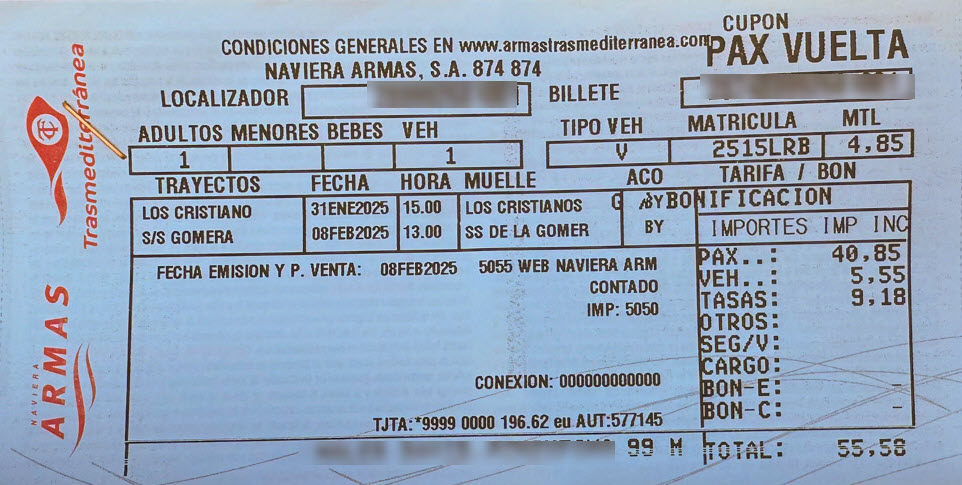 CUPON
CONDICIONES GENERALES EN www.armastrasmediterranea.com
PAX VUELTA
NAVIERA ARMAS, S.A. 874 874
LOCALIZADOR
BILLETE
ADULTOS MENORES BEBES VEH
TIPO VEH MATRICULA MTL
1 1 V 2515LRB 4,85
TRAYECTOS FECHA HORA MUELLE ACO TARIFA / BON
LOS CRISTIANO 31ENE2025 15.00 LOS CRISTIANOS G BY BONIFICACION
S/S GOMERA 08FEB2025 13.00 SS DE LA GOMER BY
IMPORTES IMP INC
FECHA EMISION Y P. VENTA: 08FEB2025 5055 WEB NAVIERA ARM
CONTADO
IMP: 5050
PAX..: 40,85
VEH..: 5,55
TASAS: 9,18
OTROS:
SEG/V:
CARGO:
BON-E: -
BON-C: -
CONEXION: 000000000000
TJTA:*9999 0000 196.62 eu AUT:577145
99 M
TOTAL: 55,58
Trasmediterránea
NAVIERA
ARMAS